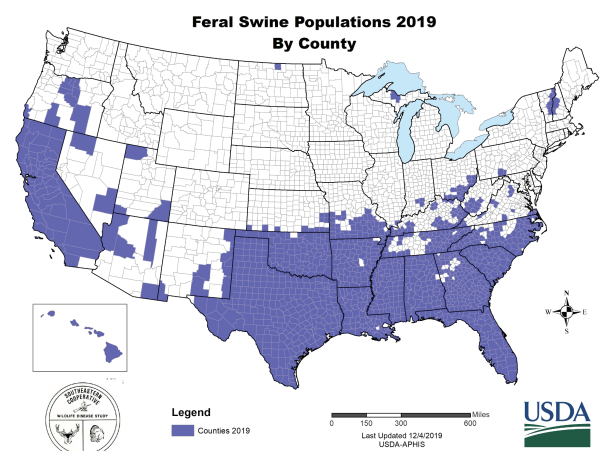 Feral Swine Populations 2019
By County
N
W E
S
SOUTHEASTERN
COOPERATIVE
WILDLIFE DISEASE STUDY
Legend
Counties 2019
0 150 300 600 Miles
Last Updated 12/4/2019
USDA-APHIS
USDA